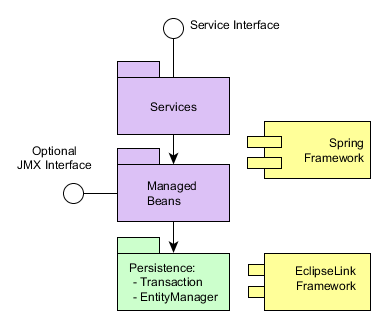 Service Interface
Services
Spring
Framework
Optional
JMX Interface
Managed
Beans
Persistence:
- Transaction
- EntityManager
EclipseLink
Framework